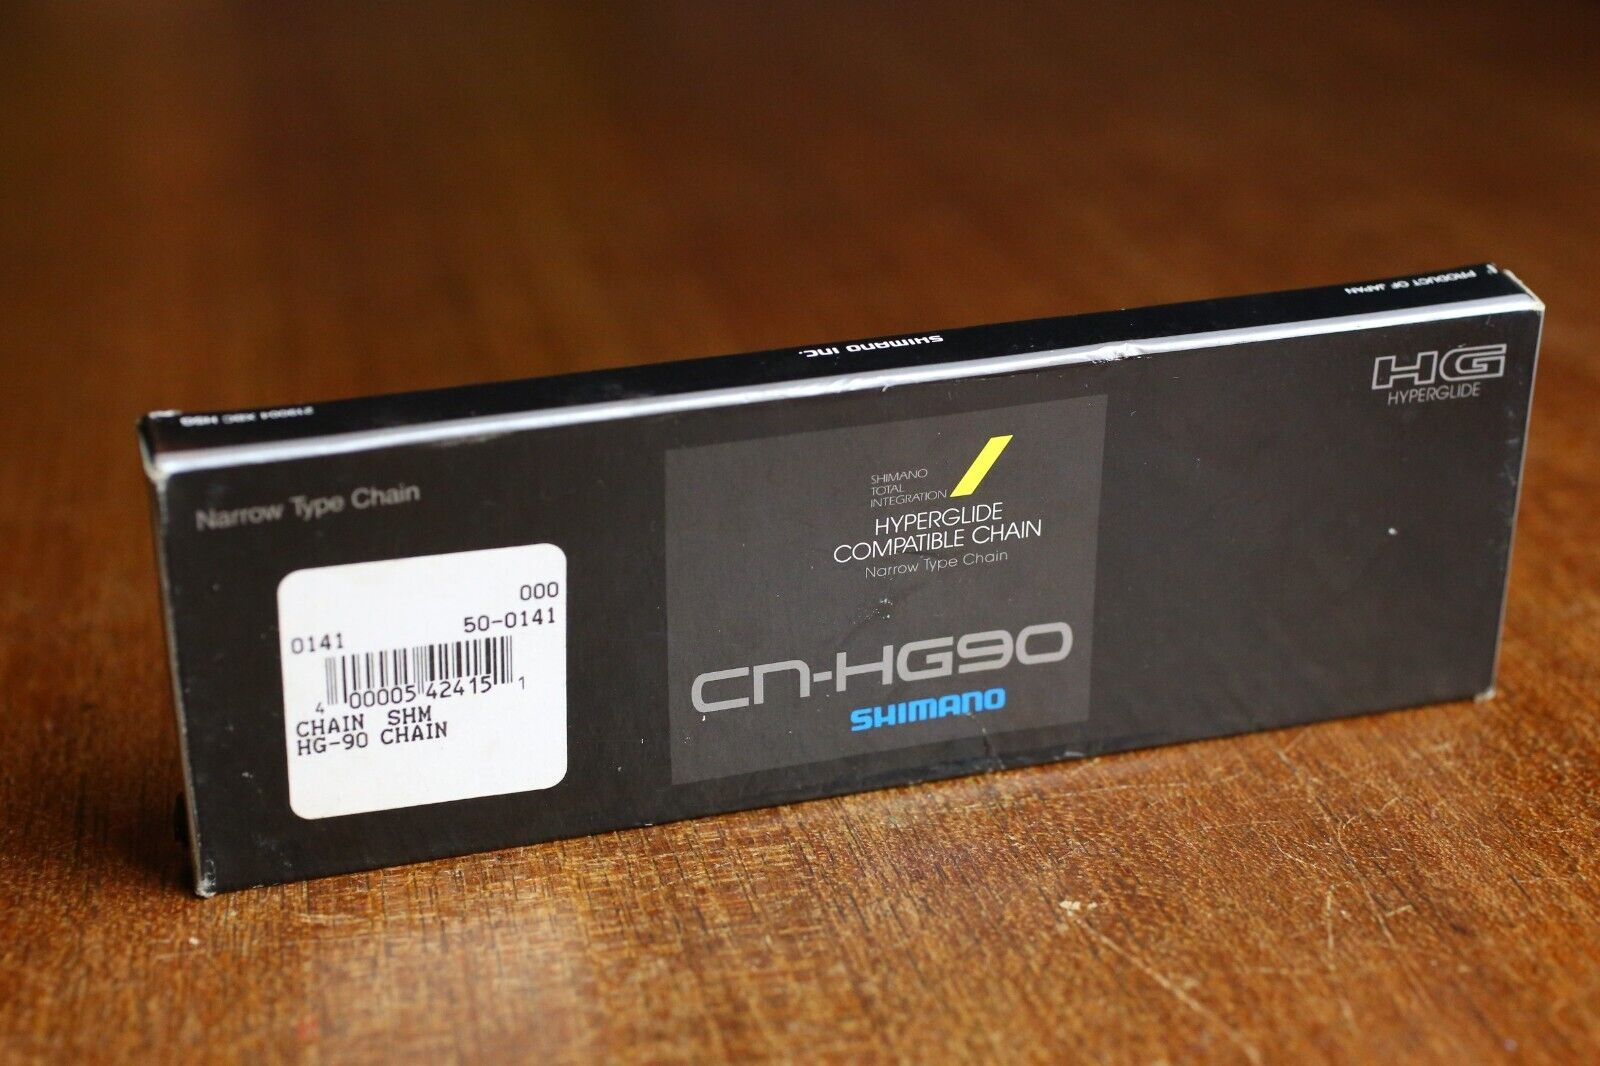 PRODUCT OF JAPAN
SHIMANO INC.
HG
HYPERGLIDE
Narrow Type Chain
SHIMANO
TOTAL
INTEGRATION
HYPERGLIDE
COMPATIBLE CHAIN
Narrow Type Chain
CN-HG90
SHIMANO
000
0141 50-0141
4 00005 42415 1
CHAIN SHM
HG-90 CHAIN